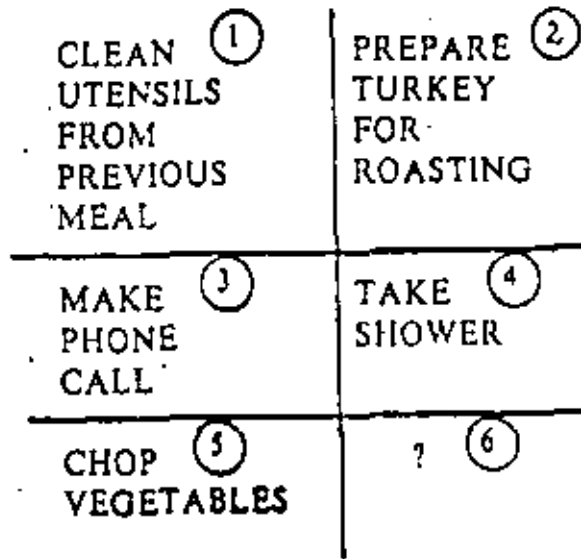 CLEAN 1
UTENSILS
FROM
PREVIOUS
MEAL
PREPARE 2
TURKEY
FOR
ROASTING
MAKE 3
PHONE
CALL
TAKE 4
SHOWER
CHOP 5
VEGETABLES
? 6